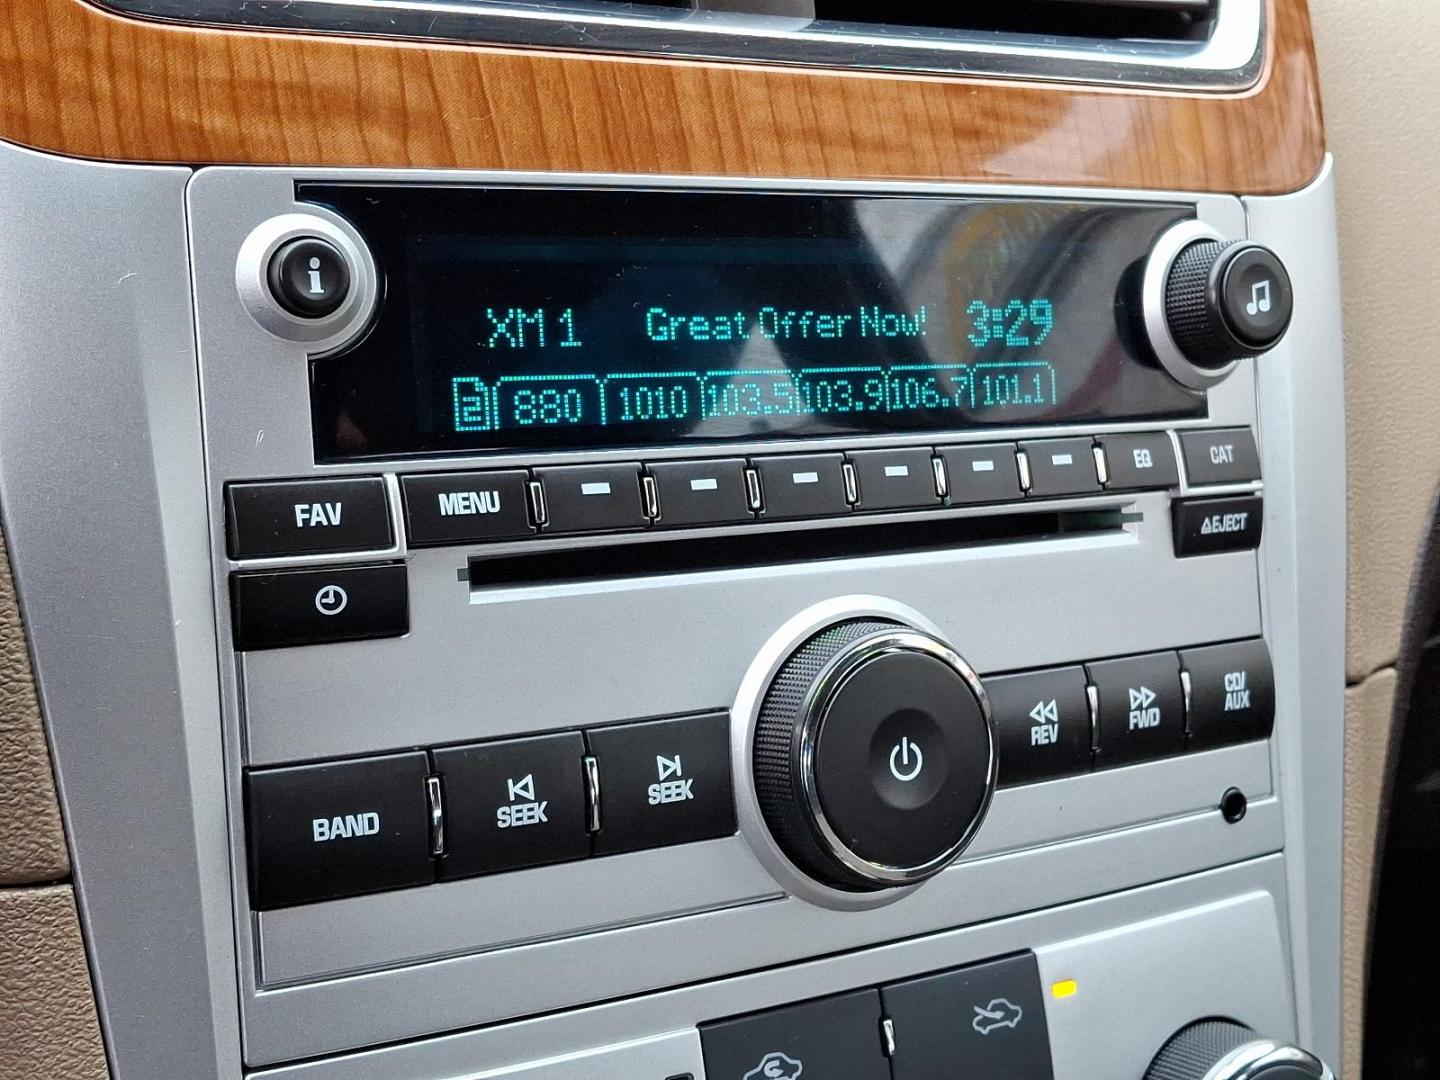 XM 1 Great Offer Now! 3:29
2 880 1010 103.5 103.9 106.7 101.1
FAV MENU EQ CAT
EJECT
BAND SEEK SEEK REV FWD CD/
AUX